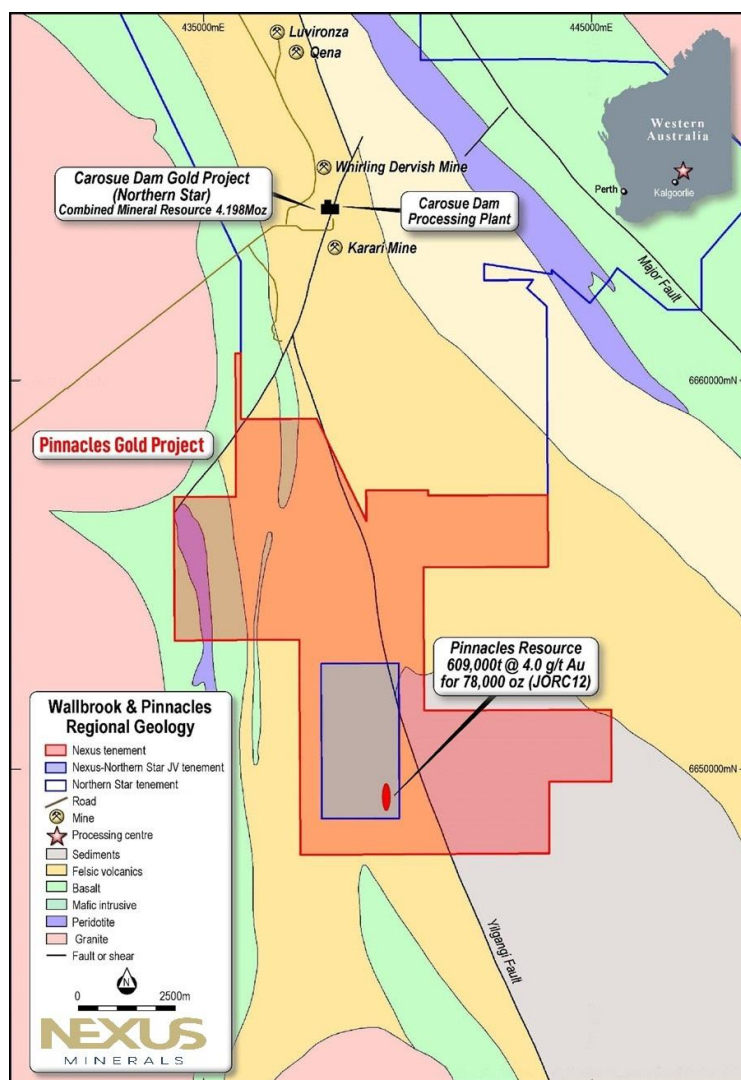 435000mE
445000mE
Luvironza
Qena
Western
Australia
Perth
Kalgoorlie
Whirling Dervish Mine
Carosue Dam Gold Project
(Northern Star)
Combined Mineral Resource 4.198Moz
Carosue Dam
Processing Plant
Karari Mine
Major Fault
6660000mN
Pinnacles Gold Project
Pinnacles Resource
609,000t @ 4.0 g/t Au
for 78,000 oz (JORC12)
6650000mN
Yilgangi Fault
Wallbrook & Pinnacles
Regional Geology
Nexus tenement
Nexus-Northern Star JV tenement
Northern Star tenement
Road
Mine
Processing centre
Sediments
Felsic volcanics
Basalt
Mafic intrusive
Peridotite
Granite
Fault or shear
N
0 2500m
NEXUS
MINERALS